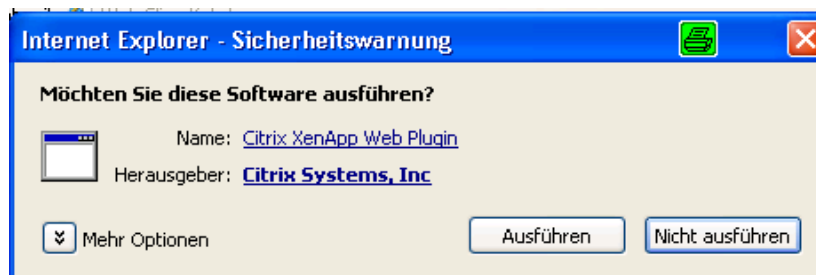 Internet Explorer - Sicherheitswarnung
Möchten Sie diese Software ausführen?
Name: Citrix XenApp Web Plugin
Herausgeber: Citrix Systems, Inc
Mehr Optionen
Ausführen
Nicht ausführen